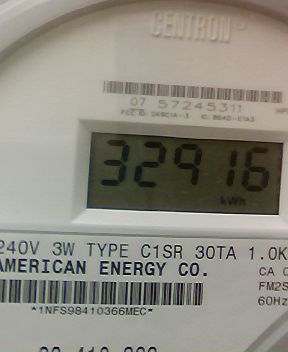 CENTRON®
07 57245311
32916
kWh
240V 3W TYPE C1SR 30TA 1.0K
AMERICAN ENERGY CO.
CA
FM2S
60Hz
*1NFS98410366MEC*